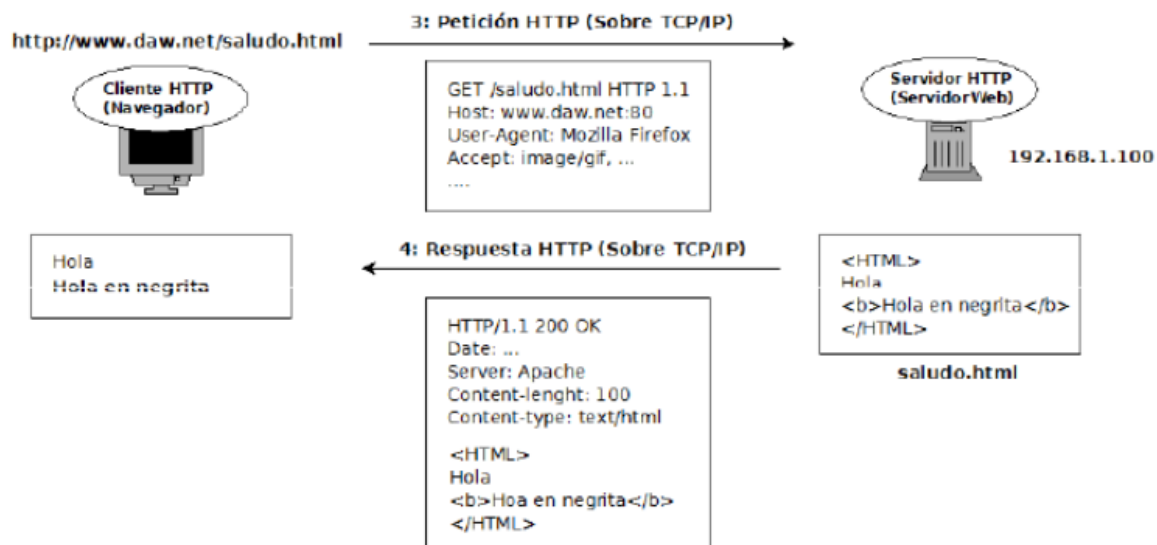 3: Petición HTTP (Sobre TCP/IP)
http://www.daw.net/saludo.html
Cliente HTTP
(Navegador)
GET /saludo.html HTTP 1.1
Host: www.daw.net:80
User-Agent: Mozilla Firefox
Accept: image/gif, ...
....
Servidor HTTP
(ServidorWeb)
192.168.1.100
4: Respuesta HTTP (Sobre TCP/IP)
Hola
Hola en negrita
HTTP/1.1 200 OK
Date: ...
Server: Apache
Content-lenght: 100
Content-type: text/html
<HTML>
Hola
<b>Hoa en negrita</b>
</HTML>
<HTML>
Hola
<b>Hola en negrita</b>
</HTML>
saludo.html